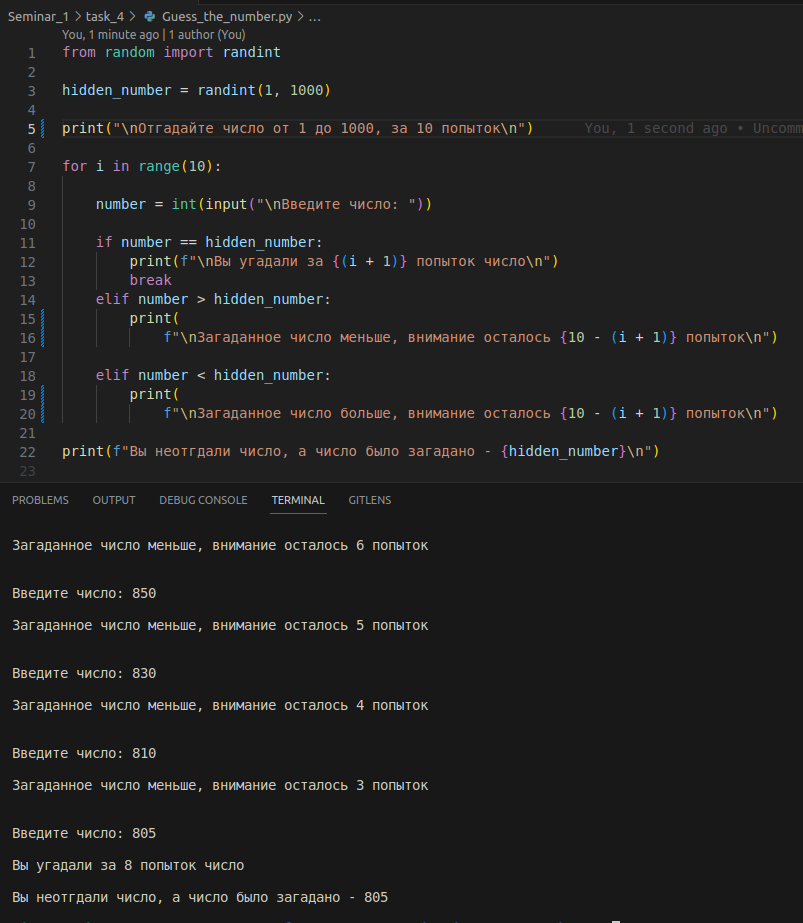 Seminar_1 > task_4 > Guess_the_number.py > ...
You, 1 minute ago | 1 author (You)
1 from random import randint
2
3 hidden_number = randint(1, 1000)
4
5 print("\nОтгадайте число от 1 до 1000, за 10 попыток\n") You, 1 second ago • Uncomm
6
7 for i in range(10):
8
9 number = int(input("\nВведите число: "))
10
11 if number == hidden_number:
12 print(f"\nВы угадали за {(i + 1)} попыток число\n")
13 break
14 elif number > hidden_number:
15 print(
16 f"\nЗагаданное число меньше, внимание осталось {10 - (i + 1)} попыток\n")
17
18 elif number < hidden_number:
19 print(
20 f"\nЗагаданное число больше, внимание осталось {10 - (i + 1)} попыток\n")
21
22 print(f"Вы неотгдали число, а число было загадано - {hidden_number}\n")
23
PROBLEMS OUTPUT DEBUG CONSOLE TERMINAL GITLENS
Загаданное число меньше, внимание осталось 6 попыток
Введите число: 850
Загаданное число меньше, внимание осталось 5 попыток
Введите число: 830
Загаданное число меньше, внимание осталось 4 попыток
Введите число: 810
Загаданное число меньше, внимание осталось 3 попыток
Введите число: 805
Вы угадали за 8 попыток число
Вы неотгдали число, а число было загадано - 805